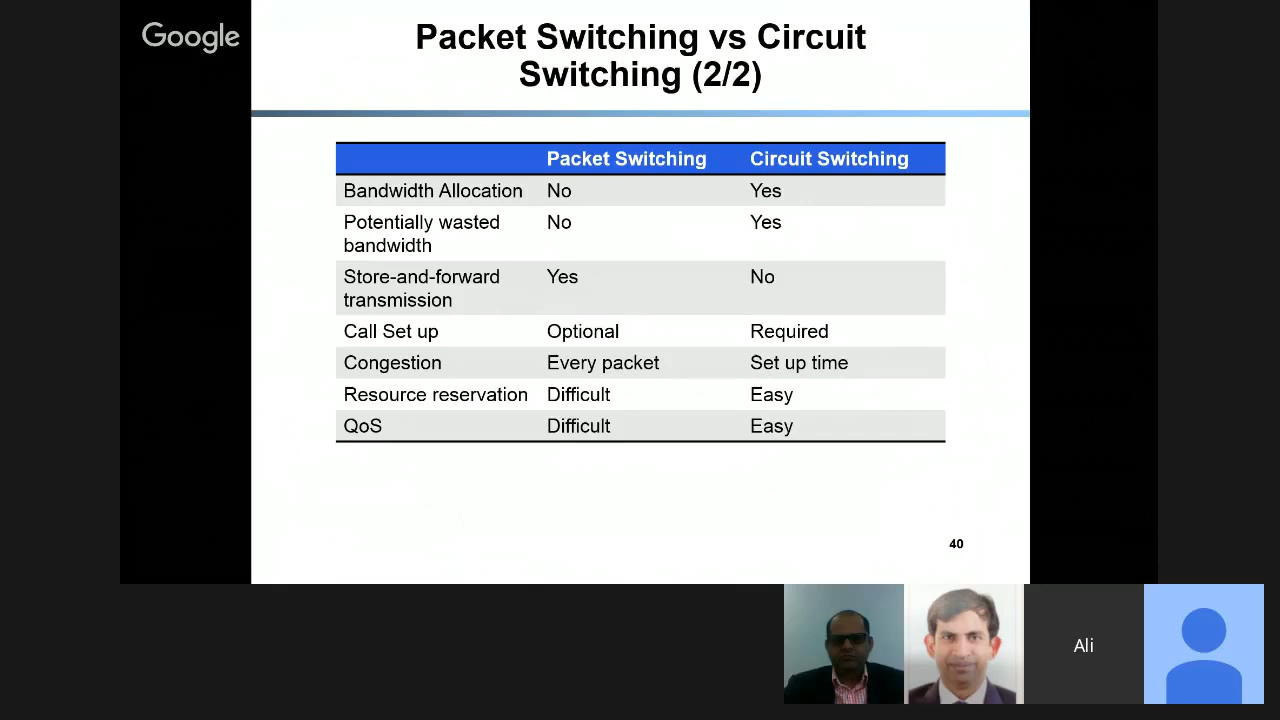 Google
Packet Switching vs Circuit
Switching (2/2)
Packet Switching Circuit Switching
Bandwidth Allocation No Yes
Potentially wasted No Yes
bandwidth
Store-and-forward Yes No
transmission
Call Set up Optional Required
Congestion Every packet Set up time
Resource reservation Difficult Easy
QoS Difficult Easy
40
Ali